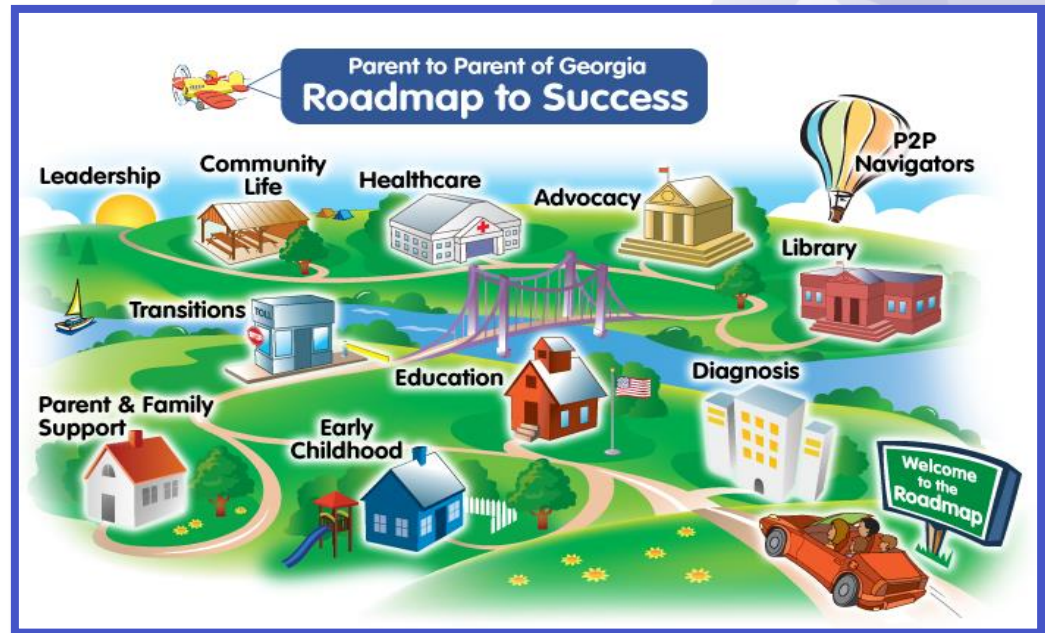 Parent to Parent of Georgia
Roadmap to Success
P2P
Navigators
Leadership
Community
Life
Healthcare
Advocacy
Library
Transitions
TOLL
Education
Diagnosis
Parent & Family
Support
Early
Childhood
Welcome
to the
Roadmap